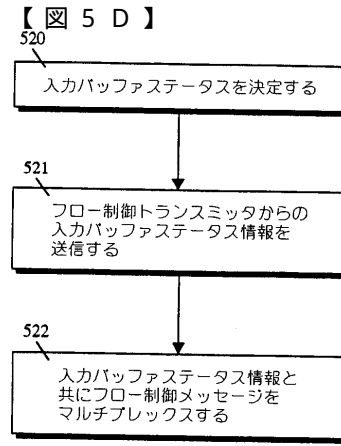 【図5D】
520
入力バッファステータスを決定する
521
フロー制御トランスミッタからの
入力バッファステータス情報を
送信する
522
入力バッファステータス情報と
共にフロー制御メッセージを
マルチプレックスする